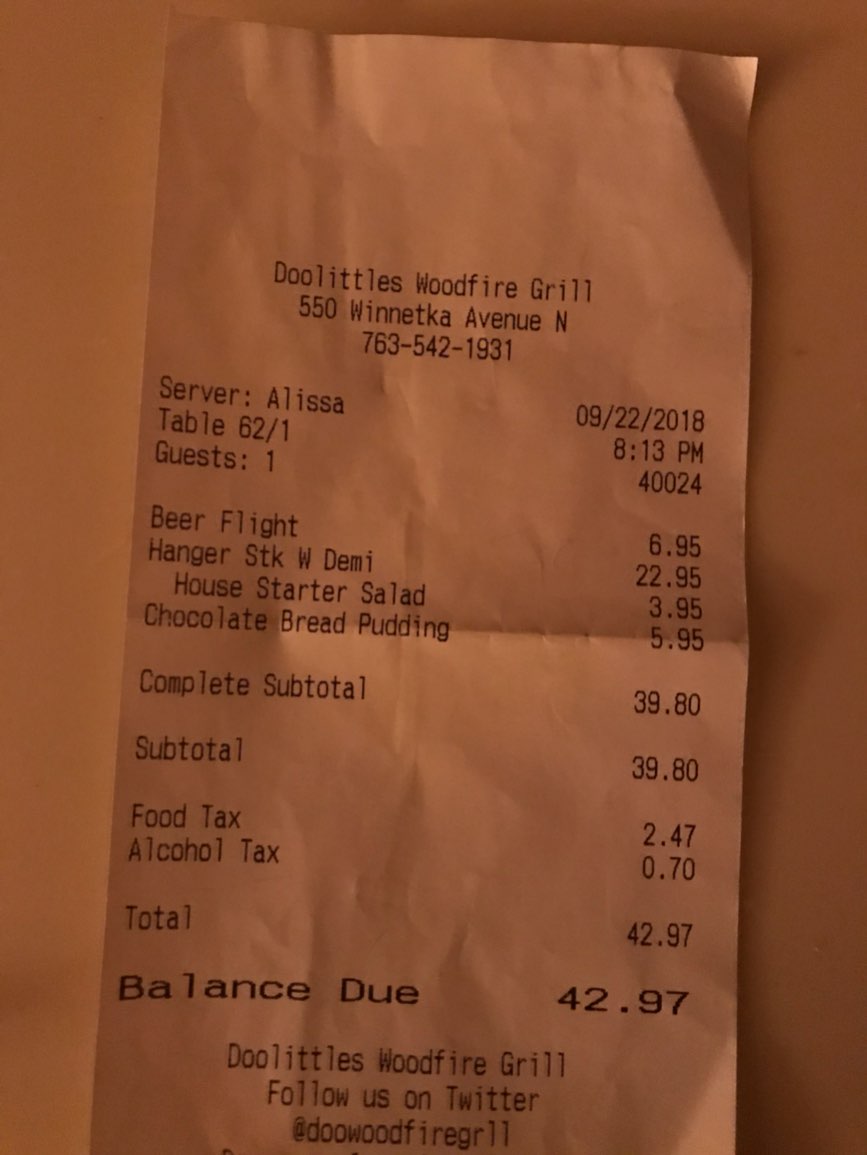 Doolittles Woodfire Grill
550 Winnetka Avenue N
763-542-1931
Server: Alissa 09/22/2018
Table 62/1 8:13 PM
Guests: 1 40024
Beer Flight 6.95
Hanger Stk W Demi 22.95
House Starter Salad 3.95
Chocolate Bread Pudding 5.95
Complete Subtotal 39.80
Subtotal 39.80
Food Tax 2.47
Alcohol Tax 0.70
Total 42.97
Balance Due 42.97
Doolittles Woodfire Grill
Follow us on Twitter
@doowoodfiregrll